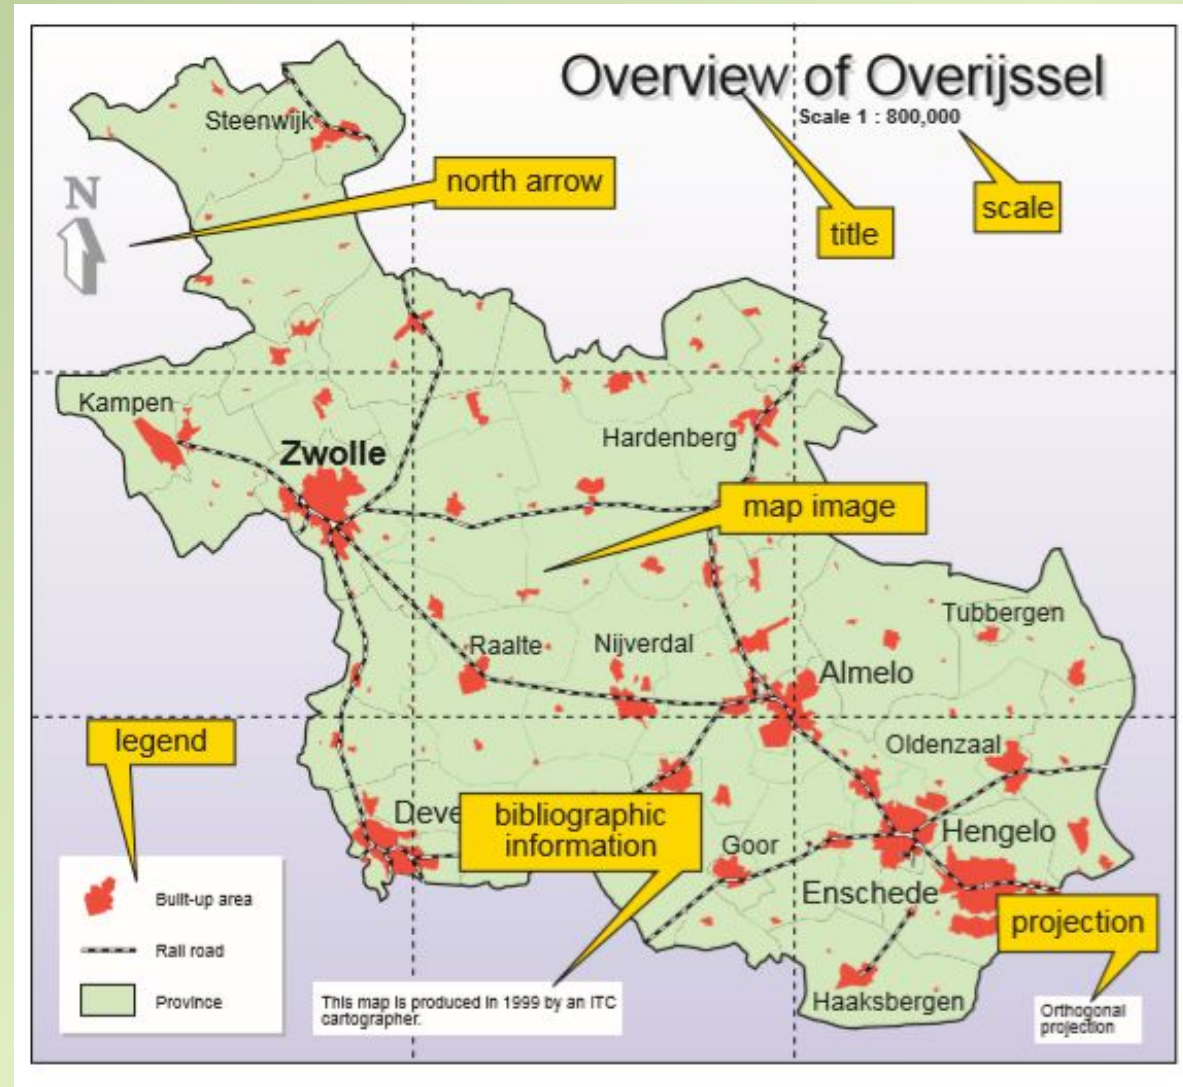 Overview of Overijssel
Scale 1 : 800,000
Steenwijk
north arrow
N
scale
title
Kampen
Zwolle
Hardenberg
map image
Tubbergen
Raalte
Nijverdal
Almelo
legend
Oldenzaal
Deve
bibliographic
information
Goor
Hengelo
Enschede
Built-up area
projection
Rail road
Province
This map is produced in 1999 by an ITC
cartographer.
Haaksbergen
Orthogonal
projection